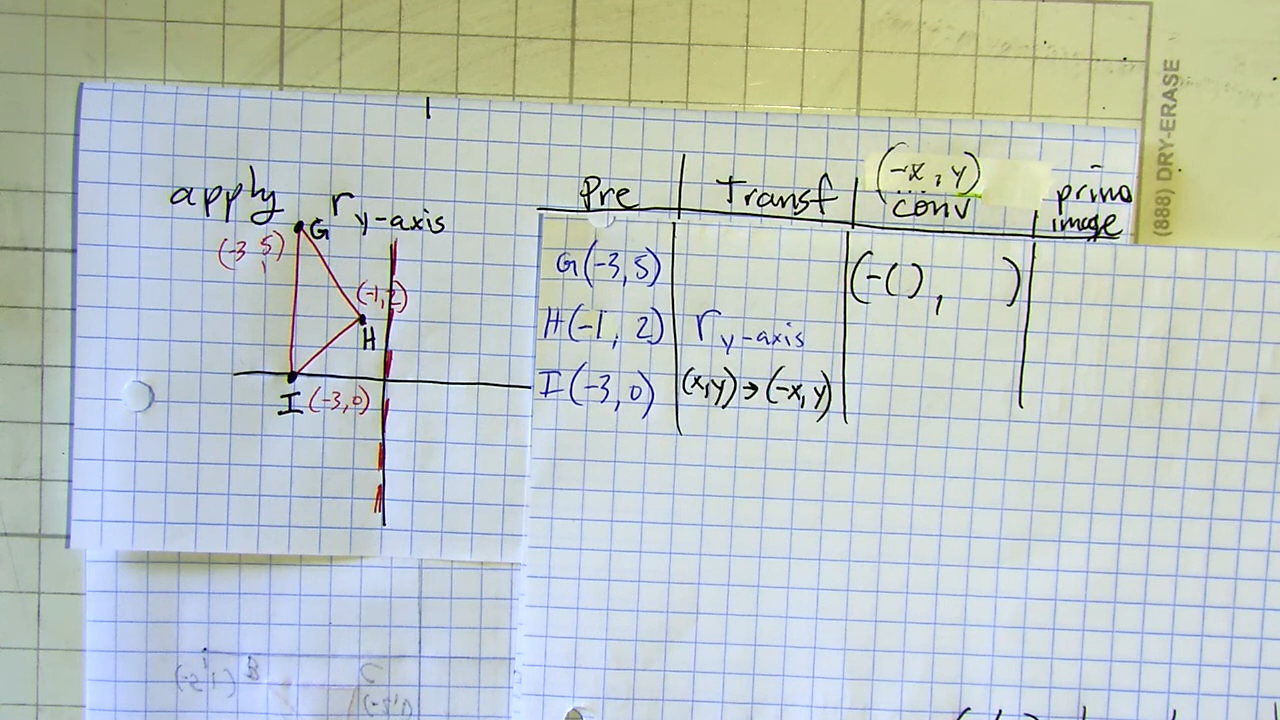 apply r y-axis
G
(-3, 5)
(-1, 2)
H
I (-3, 0)
Pre | Transf | (-x, y) conv | prime image
G(-3, 5) (-( ), )
H(-1, 2) r y-axis
I(-3, 0) (x,y) → (-x, y)
(888) DRY-ERASE
B
C